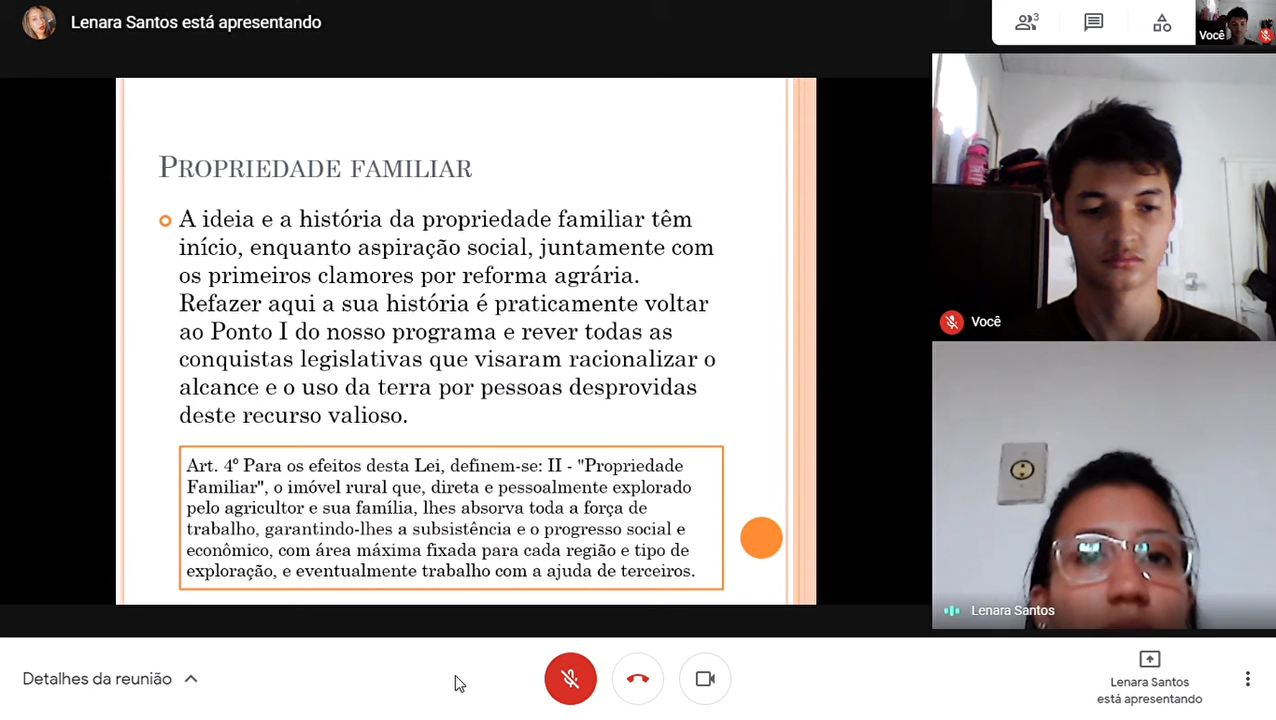 Lenara Santos está apresentando
3
Você
PROPRIEDADE FAMILIAR
A ideia e a história da propriedade familiar têm
início, enquanto aspiração social, juntamente com
os primeiros clamores por reforma agrária.
Refazer aqui a sua história é praticamente voltar
ao Ponto I do nosso programa e rever todas as
conquistas legislativas que visaram racionalizar o
alcance e o uso da terra por pessoas desprovidas
deste recurso valioso.
Art. 4º Para os efeitos desta Lei, definem-se: II - "Propriedade
Familiar", o imóvel rural que, direta e pessoalmente explorado
pelo agricultor e sua família, lhes absorva toda a força de
trabalho, garantindo-lhes a subsistência e o progresso social e
econômico, com área máxima fixada para cada região e tipo de
exploração, e eventualmente trabalho com a ajuda de terceiros.
Você
Lenara Santos
Detalhes da reunião
Lenara Santos
está apresentando